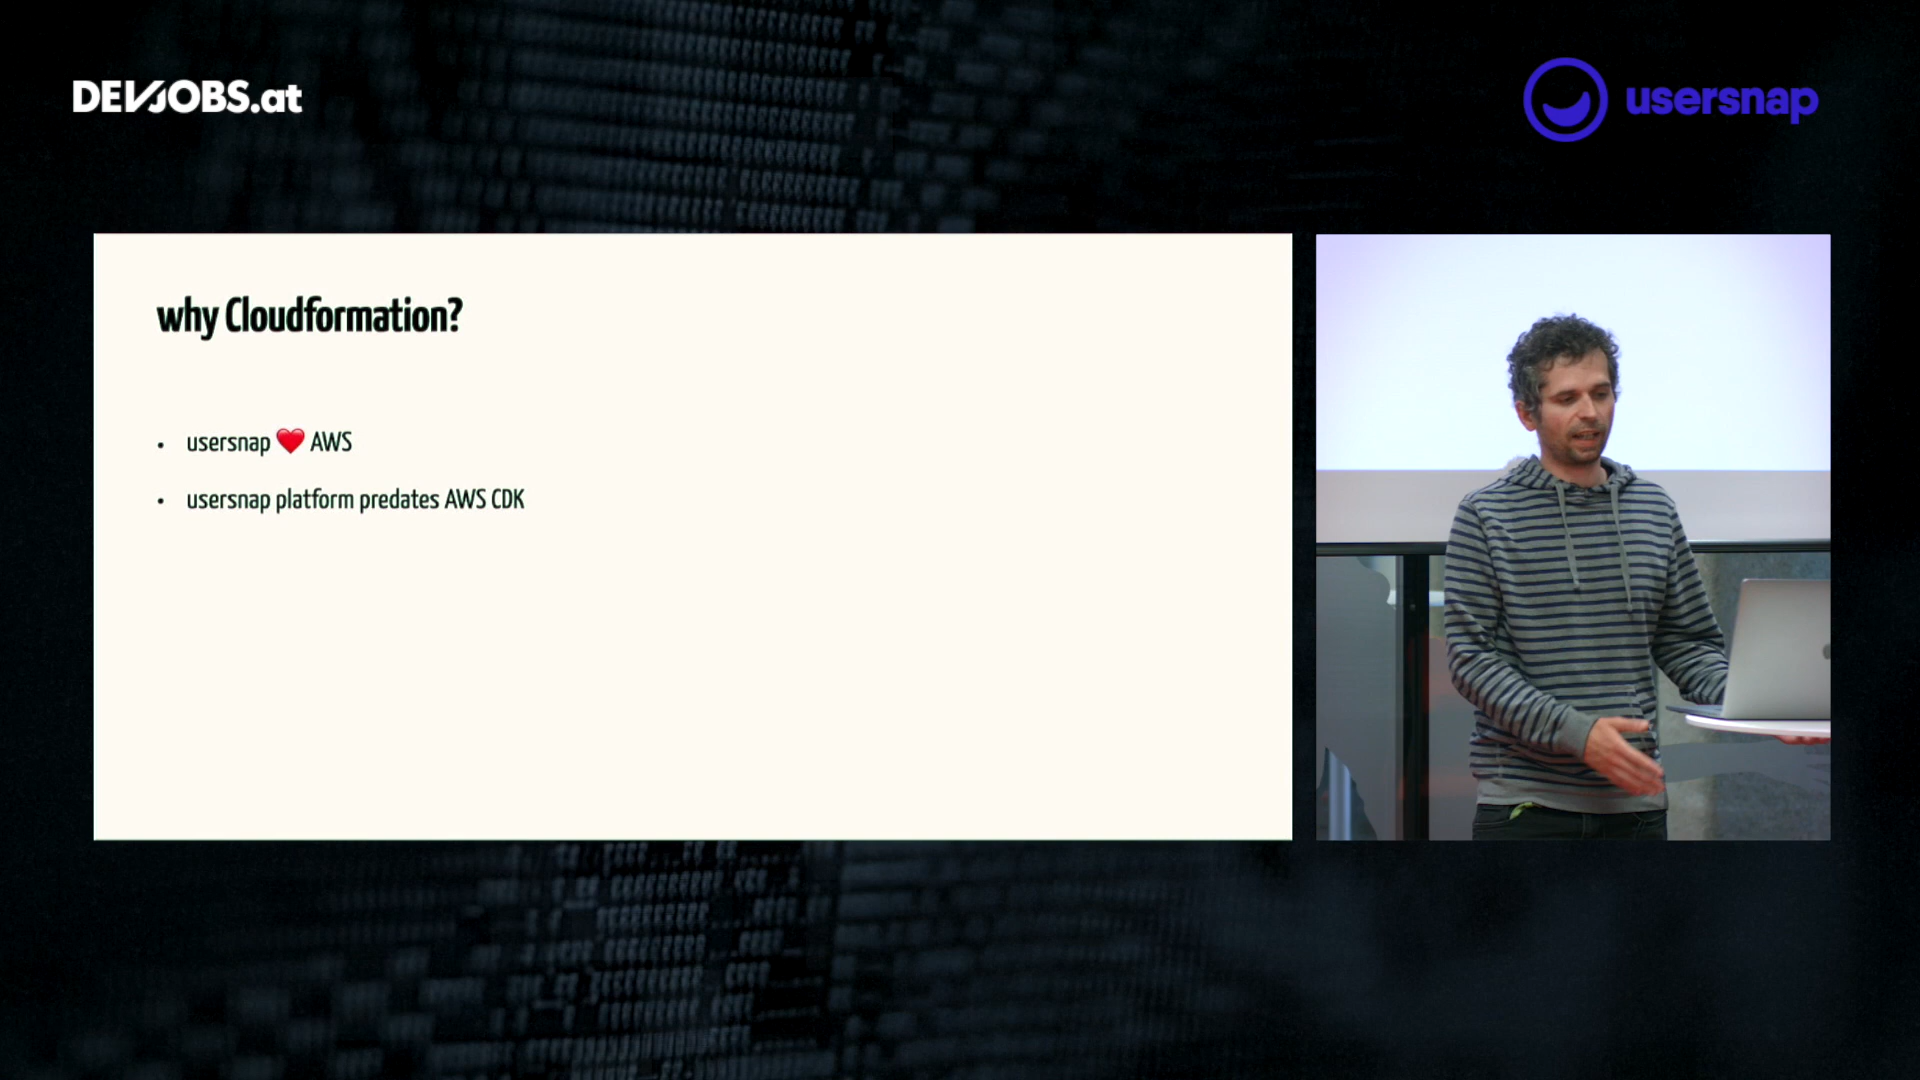 DEVJOBS.at
usersnap
why Cloudformation?
• usersnap ❤️ AWS
• usersnap platform predates AWS CDK